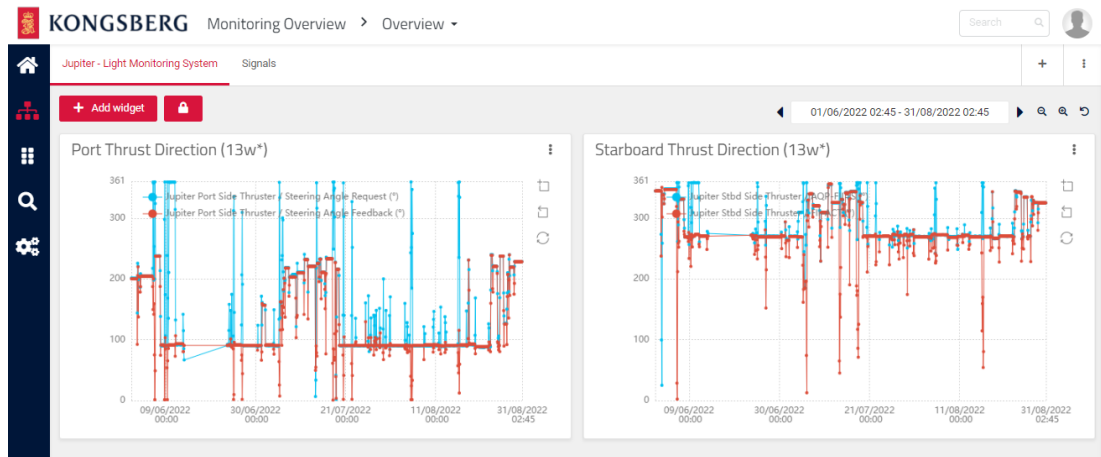 KONGSBERG Monitoring Overview > Overview
Search
Jupiter - Light Monitoring System Signals
+ Add widget
01/06/2022 02:45 - 31/08/2022 02:45
Port Thrust Direction (13w*)
361
300
200
100
0
Jupiter Port Side Thruster / Steering Angle Request (°)
Jupiter Port Side Thruster / Steering Angle Feedback (°)
09/06/2022 30/06/2022 21/07/2022 11/08/2022 31/08/2022
00:00 00:00 00:00 00:00 02:45
Starboard Thrust Direction (13w*)
361
300
200
100
0
Jupiter Stbd Side Thruster
Jupiter Stbd Side Thruster
09/06/2022 30/06/2022 21/07/2022 11/08/2022 31/08/2022
00:00 00:00 00:00 00:00 02:45